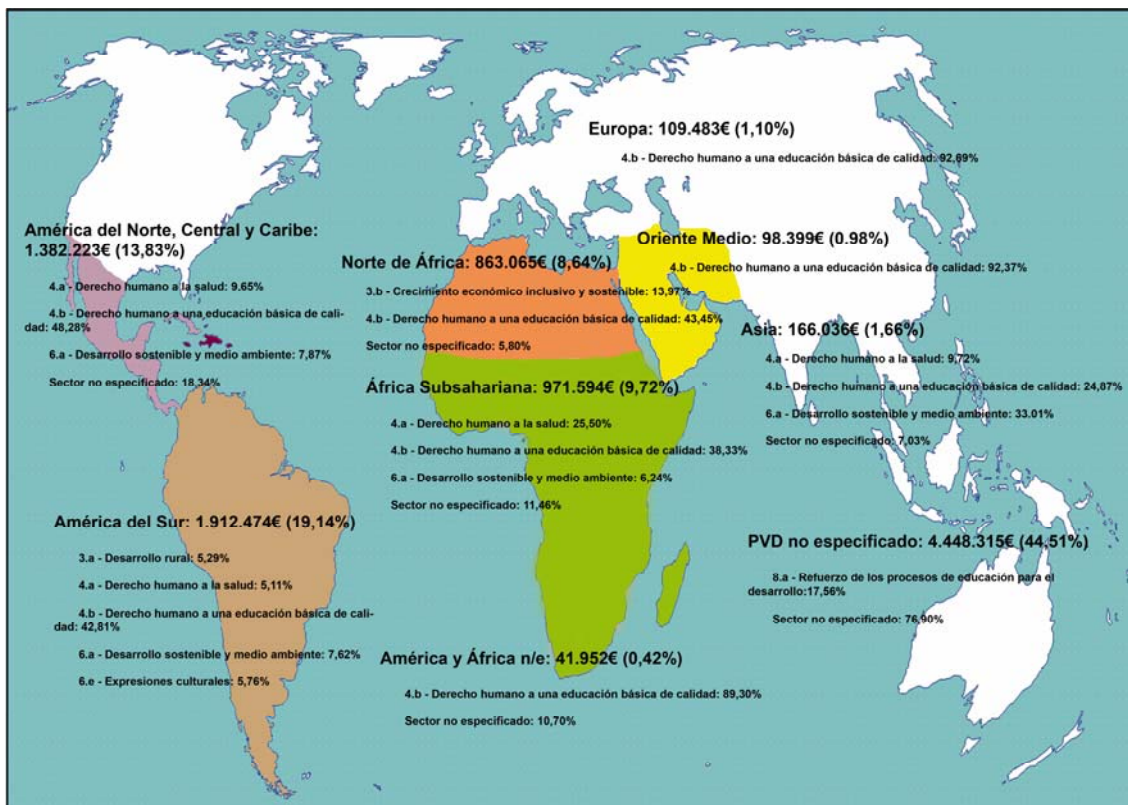 Europa: 109.483€ (1,10%)
4.b - Derecho humano a una educación básica de calidad: 92,69%
América del Norte, Central y Caribe:
1.382.223€ (13,83%)
4.a - Derecho humano a la salud: 9.65%
4.b - Derecho humano a una educación básica de cali-
dad: 48,28%
6.a - Desarrollo sostenible y medio ambiente: 7,87%
Sector no especificado: 18,34%
Norte de África: 863.065€ (8,64%)
3.b - Crecimiento económico inclusivo y sostenible: 13,97%
4.b - Derecho humano a una educación básica de calidad: 43,45%
Sector no especificado: 5,80%
Oriente Medio: 98.399€ (0.98%)
4.b - Derecho humano a una educación básica de calidad: 92,37%
Asia: 166.036€ (1,66%)
4.a - Derecho humano a la salud: 9,72%
4.b - Derecho humano a una educación básica de calidad: 24,87%
6.a - Desarrollo sostenible y medio ambiente: 33.01%
Sector no especificado: 7,03%
África Subsahariana: 971.594€ (9,72%)
4.a - Derecho humano a la salud: 25,50%
4.b - Derecho humano a una educación básica de calidad: 38,33%
6.a - Desarrollo sostenible y medio ambiente: 6,24%
Sector no especificado: 11,46%
América del Sur: 1.912.474€ (19,14%)
3.a - Desarrollo rural: 5,29%
4.a - Derecho humano a la salud: 5,11%
4.b - Derecho humano a una educación básica de cali-
dad: 42,81%
6.a - Desarrollo sostenible y medio ambiente: 7,62%
6.e - Expresiones culturales: 5,76%
PVD no especificado: 4.448.315€ (44,51%)
8.a - Refuerzo de los procesos de educación para el
desarrollo:17,56%
Sector no especificado: 76,90%
América y África n/e: 41.952€ (0,42%)
4.b - Derecho humano a una educación básica de calidad: 89,30%
Sector no especificado: 10,70%